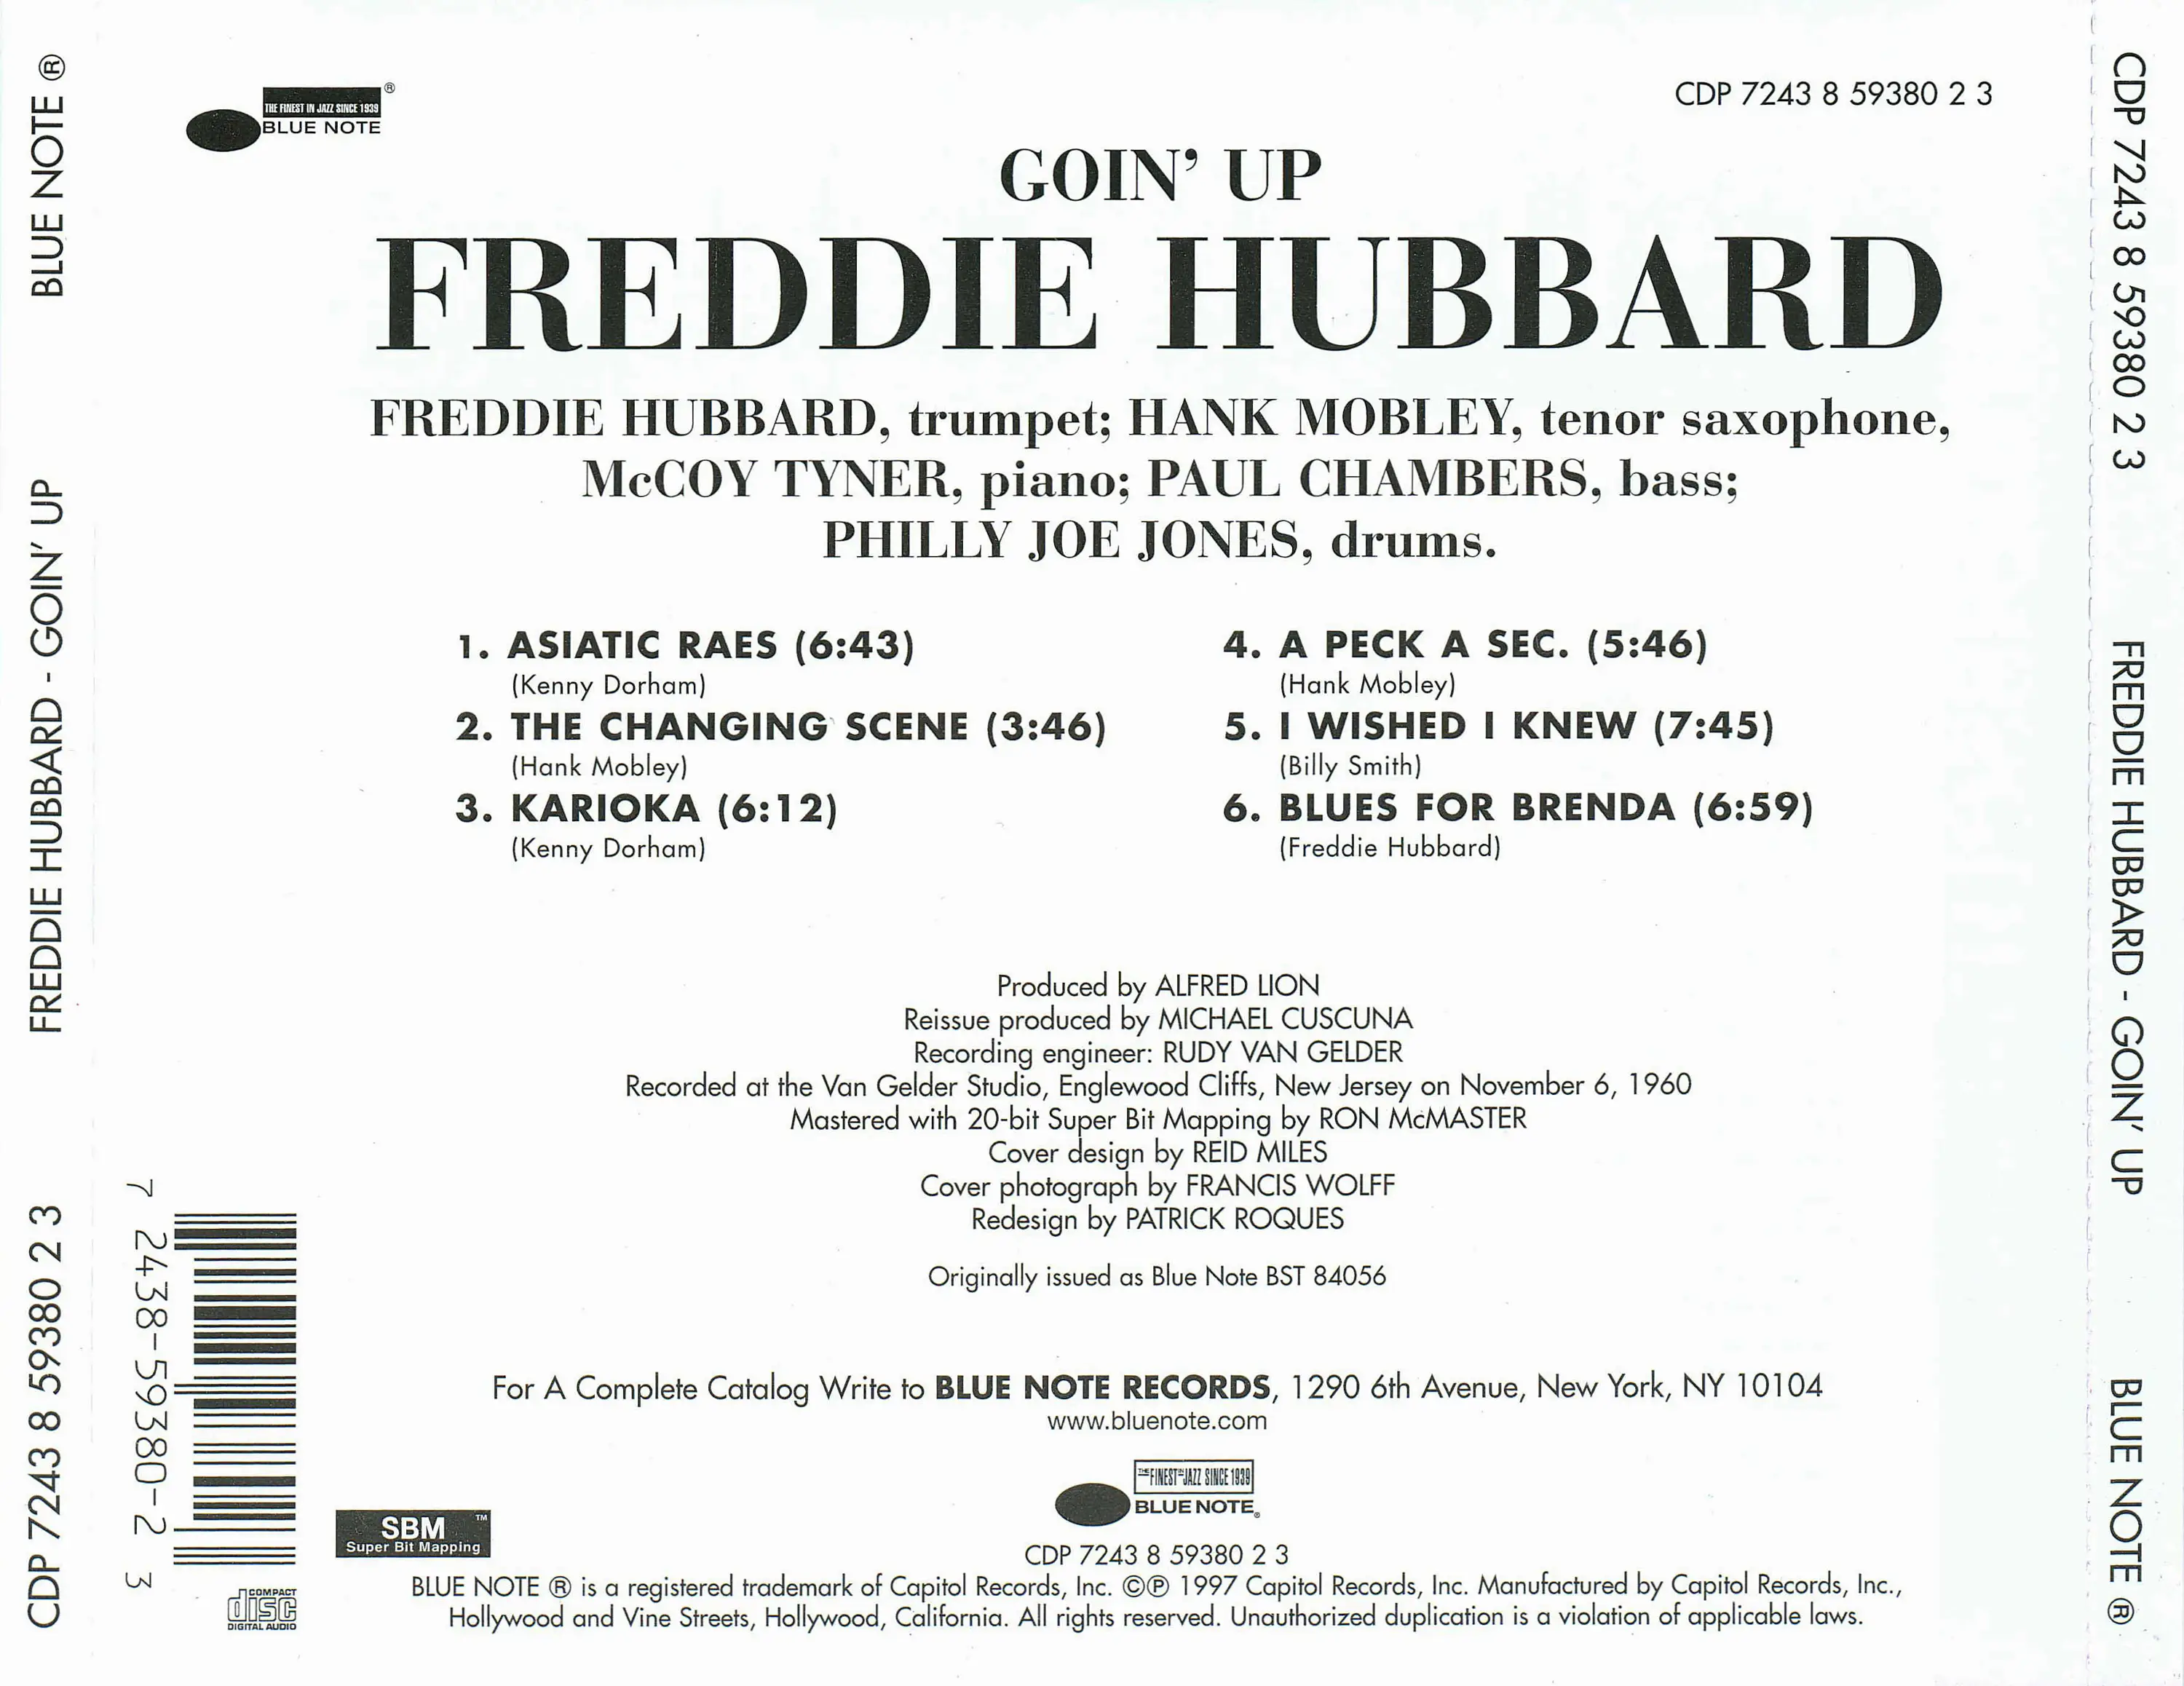 BLUE NOTE ®
FREDDIE HUBBARD - GOIN' UP
CDP 7243 8 59380 2 3
THE FINEST IN JAZZ SINCE 1939
®
BLUE NOTE
CDP 7243 8 59380 2 3
GOIN' UP
FREDDIE HUBBARD
FREDDIE HUBBARD, trumpet; HANK MOBLEY, tenor saxophone,
McCOY TYNER, piano; PAUL CHAMBERS, bass;
PHILLY JOE JONES, drums.
1. ASIATIC RAES (6:43)
(Kenny Dorham)
2. THE CHANGING SCENE (3:46)
(Hank Mobley)
3. KARIOKA (6:12)
(Kenny Dorham)
4. A PECK A SEC. (5:46)
(Hank Mobley)
5. I WISHED I KNEW (7:45)
(Billy Smith)
6. BLUES FOR BRENDA (6:59)
(Freddie Hubbard)
Produced by ALFRED LION
Reissue produced by MICHAEL CUSCUNA
Recording engineer: RUDY VAN GELDER
Recorded at the Van Gelder Studio, Englewood Cliffs, New Jersey on November 6, 1960
Mastered with 20-bit Super Bit Mapping by RON McMASTER
Cover design by REID MILES
Cover photograph by FRANCIS WOLFF
Redesign by PATRICK ROQUES
Originally issued as Blue Note BST 84056
For A Complete Catalog Write to BLUE NOTE RECORDS, 1290 6th Avenue, New York, NY 10104
www.bluenote.com
THE FINEST IN JAZZ SINCE 1939
BLUE NOTE®
7 2438-59380-2 3
SBM ™
Super Bit Mapping
COMPACT
disc
DIGITAL AUDIO
CDP 7243 8 59380 2 3
BLUE NOTE ® is a registered trademark of Capitol Records, Inc. ©℗ 1997 Capitol Records, Inc. Manufactured by Capitol Records, Inc.,
Hollywood and Vine Streets, Hollywood, California. All rights reserved. Unauthorized duplication is a violation of applicable laws.
CDP 7243 8 59380 2 3
FREDDIE HUBBARD - GOIN' UP
BLUE NOTE ®